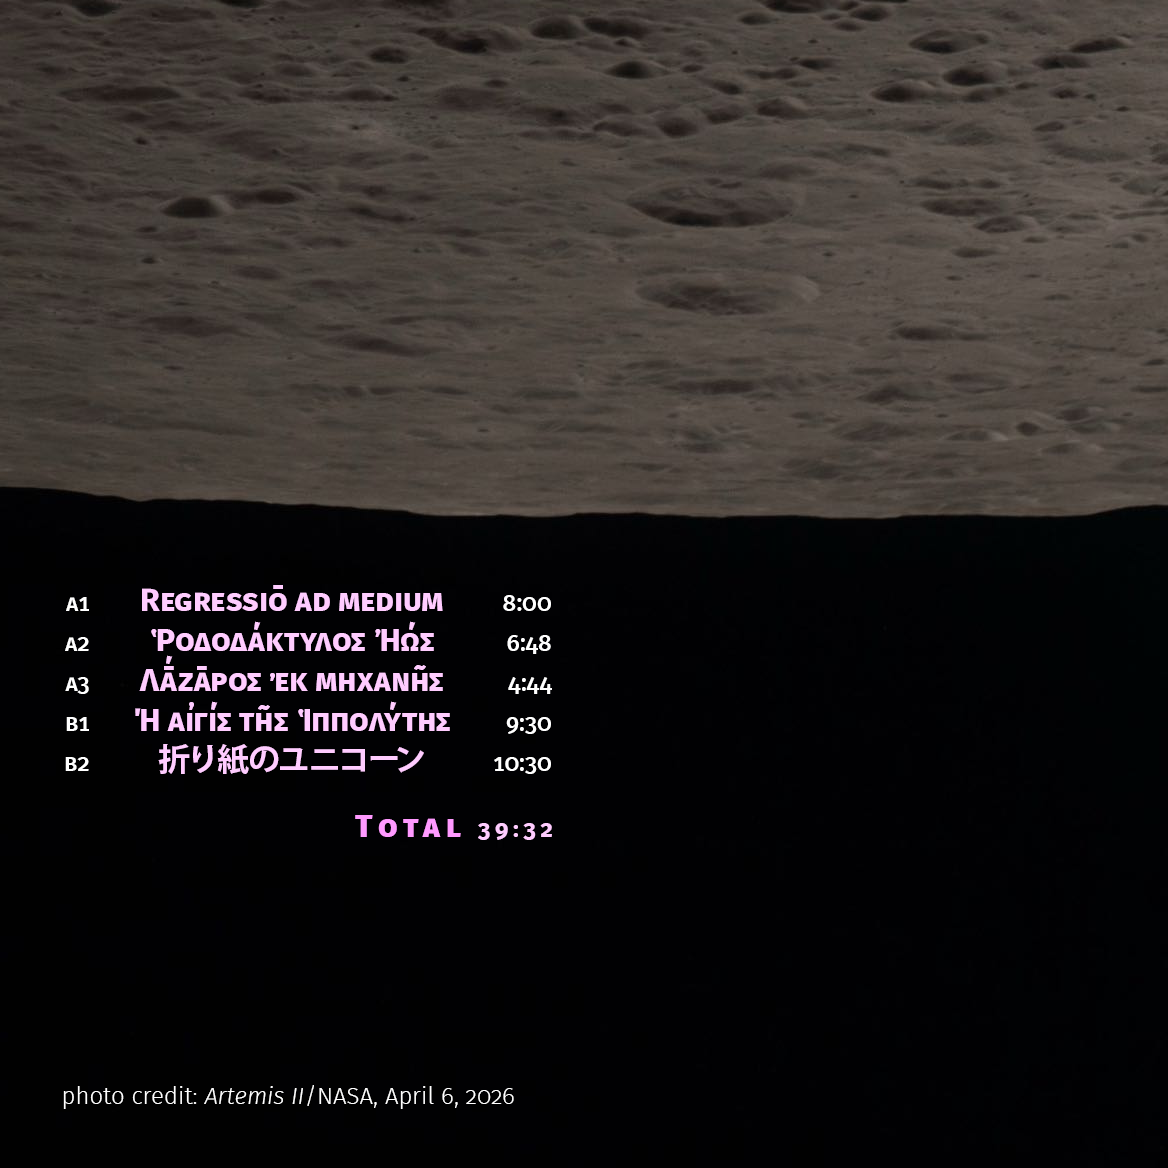 A1 Regressiō ad medium 8:00
A2 Ῥοδοδάκτυλος Ἠώς 6:48
A3 Λᾱ́ζᾱρος ἐκ μηχανῆς 4:44
B1 Ἡ αἰγίς τῆς Ἱππολύτης 9:30
B2 折り紙のユニコーン 10:30
Total 39:32
photo credit: Artemis II/NASA, April 6, 2026